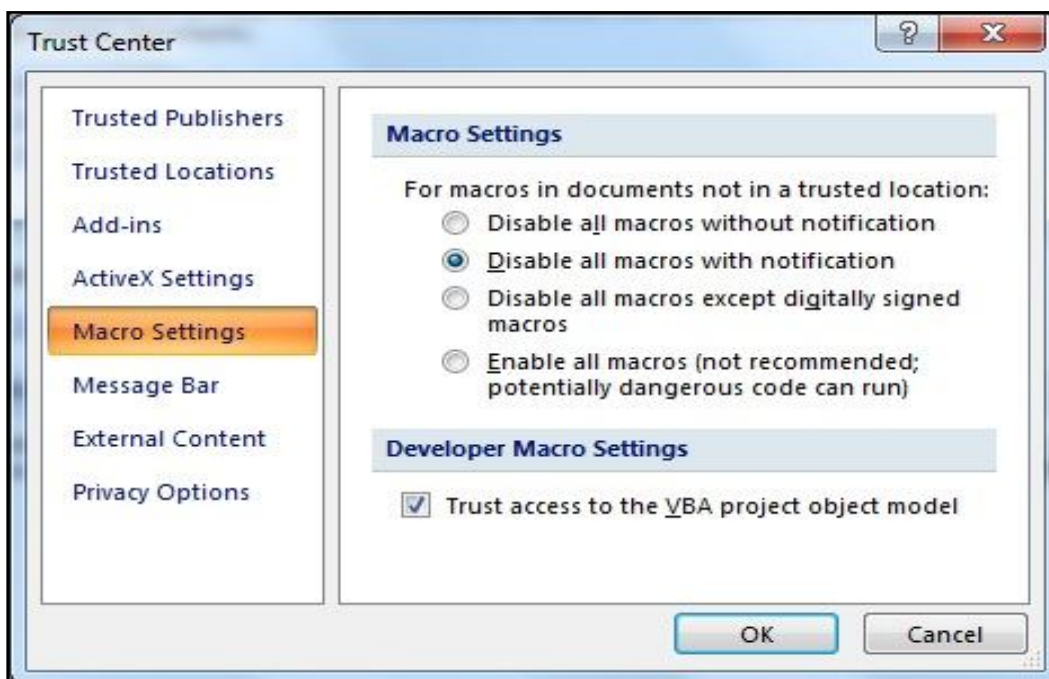 Trust Center
Trusted Publishers
Trusted Locations
Add-ins
ActiveX Settings
Macro Settings
Message Bar
External Content
Privacy Options
Macro Settings
For macros in documents not in a trusted location:
Disable all macros without notification
Disable all macros with notification
Disable all macros except digitally signed
macros
Enable all macros (not recommended;
potentially dangerous code can run)
Developer Macro Settings
Trust access to the VBA project object model
OK
Cancel